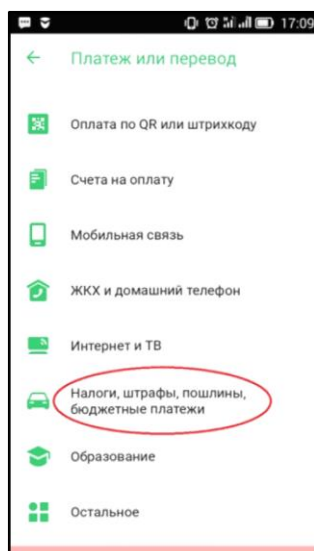 17:09
Платеж или перевод
Оплата по QR или штрихкоду
Счета на оплату
Мобильная связь
ЖКХ и домашний телефон
Интернет и ТВ
Налоги, штрафы, пошлины,
бюджетные платежи
Образование
Остальное